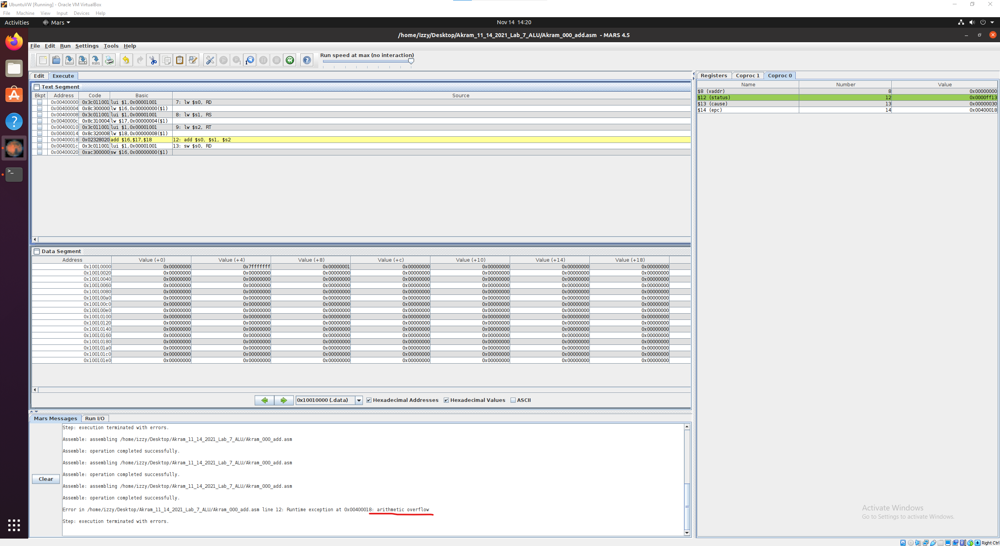 UbuntuVW [Running] - Oracle VM VirtualBox
File Machine View Input Devices Help
Activities Mars Nov 14 14:20
/home/izzy/Desktop/Akram_11_14_2021_Lab_7_ALU/Akram_000_add.asm - MARS 4.5
File Edit Run Settings Tools Help
Run speed at max (no interaction)
Edit Execute
Text Segment
Bkpt Address Code Basic Source
0x00400000 0x3c011001 lui $1,0x00001001 7: lw $s0, RD
0x00400004 0x8c300000 lw $16,0x00000000($1)
0x00400008 0x3c011001 lui $1,0x00001001 8: lw $s1, RS
0x0040000c 0x8c310004 lw $17,0x00000004($1)
0x00400010 0x3c011001 lui $1,0x00001001 9: lw $s2, RT
0x00400014 0x8c320008 lw $18,0x00000008($1)
0x00400018 0x02328020 add $16,$17,$18 12: add $s0, $s1, $s2
0x0040001c 0x3c011001 lui $1,0x00001001 13: sw $s0, RD
0x00400020 0xac300000 sw $16,0x00000000($1)
Data Segment
Address Value (+0) Value (+4) Value (+8) Value (+c) Value (+10) Value (+14) Value (+18)
0x10010000 0x00000000 0x7fffffff 0x00000001 0x00000000 0x00000000 0x00000000 0x00000000
0x10010020 0x00000000 0x00000000 0x00000000 0x00000000 0x00000000 0x00000000 0x00000000
0x10010040 0x00000000 0x00000000 0x00000000 0x00000000 0x00000000 0x00000000 0x00000000
0x10010060 0x00000000 0x00000000 0x00000000 0x00000000 0x00000000 0x00000000 0x00000000
0x10010080 0x00000000 0x00000000 0x00000000 0x00000000 0x00000000 0x00000000 0x00000000
0x100100a0 0x00000000 0x00000000 0x00000000 0x00000000 0x00000000 0x00000000 0x00000000
0x100100c0 0x00000000 0x00000000 0x00000000 0x00000000 0x00000000 0x00000000 0x00000000
0x100100e0 0x00000000 0x00000000 0x00000000 0x00000000 0x00000000 0x00000000 0x00000000
0x10010100 0x00000000 0x00000000 0x00000000 0x00000000 0x00000000 0x00000000 0x00000000
0x10010120 0x00000000 0x00000000 0x00000000 0x00000000 0x00000000 0x00000000 0x00000000
0x10010140 0x00000000 0x00000000 0x00000000 0x00000000 0x00000000 0x00000000 0x00000000
0x10010160 0x00000000 0x00000000 0x00000000 0x00000000 0x00000000 0x00000000 0x00000000
0x10010180 0x00000000 0x00000000 0x00000000 0x00000000 0x00000000 0x00000000 0x00000000
0x100101a0 0x00000000 0x00000000 0x00000000 0x00000000 0x00000000 0x00000000 0x00000000
0x100101c0 0x00000000 0x00000000 0x00000000 0x00000000 0x00000000 0x00000000 0x00000000
0x100101e0 0x00000000 0x00000000 0x00000000 0x00000000 0x00000000 0x00000000 0x00000000
0x10010000 (.data) Hexadecimal Addresses Hexadecimal Values ASCII
Mars Messages Run I/O
Clear
Step: execution terminated with errors.
Assemble: assembling /home/izzy/Desktop/Akram_11_14_2021_Lab_7_ALU/Akram_000_add.asm
Assemble: operation completed successfully.
Assemble: assembling /home/izzy/Desktop/Akram_11_14_2021_Lab_7_ALU/Akram_000_add.asm
Assemble: operation completed successfully.
Assemble: assembling /home/izzy/Desktop/Akram_11_14_2021_Lab_7_ALU/Akram_000_add.asm
Assemble: operation completed successfully.
Error in /home/izzy/Desktop/Akram_11_14_2021_Lab_7_ALU/Akram_000_add.asm line 12: Runtime exception at 0x00400018: arithmetic overflow
Step: execution terminated with errors.
Registers Coproc 1 Coproc 0
Name Number Value
$8 (vaddr) 8 0x00000000
$12 (status) 12 0x0000ff13
$13 (cause) 13 0x00000030
$14 (epc) 14 0x00400018
Activate Windows
Go to Settings to activate Windows.
Right Ctrl